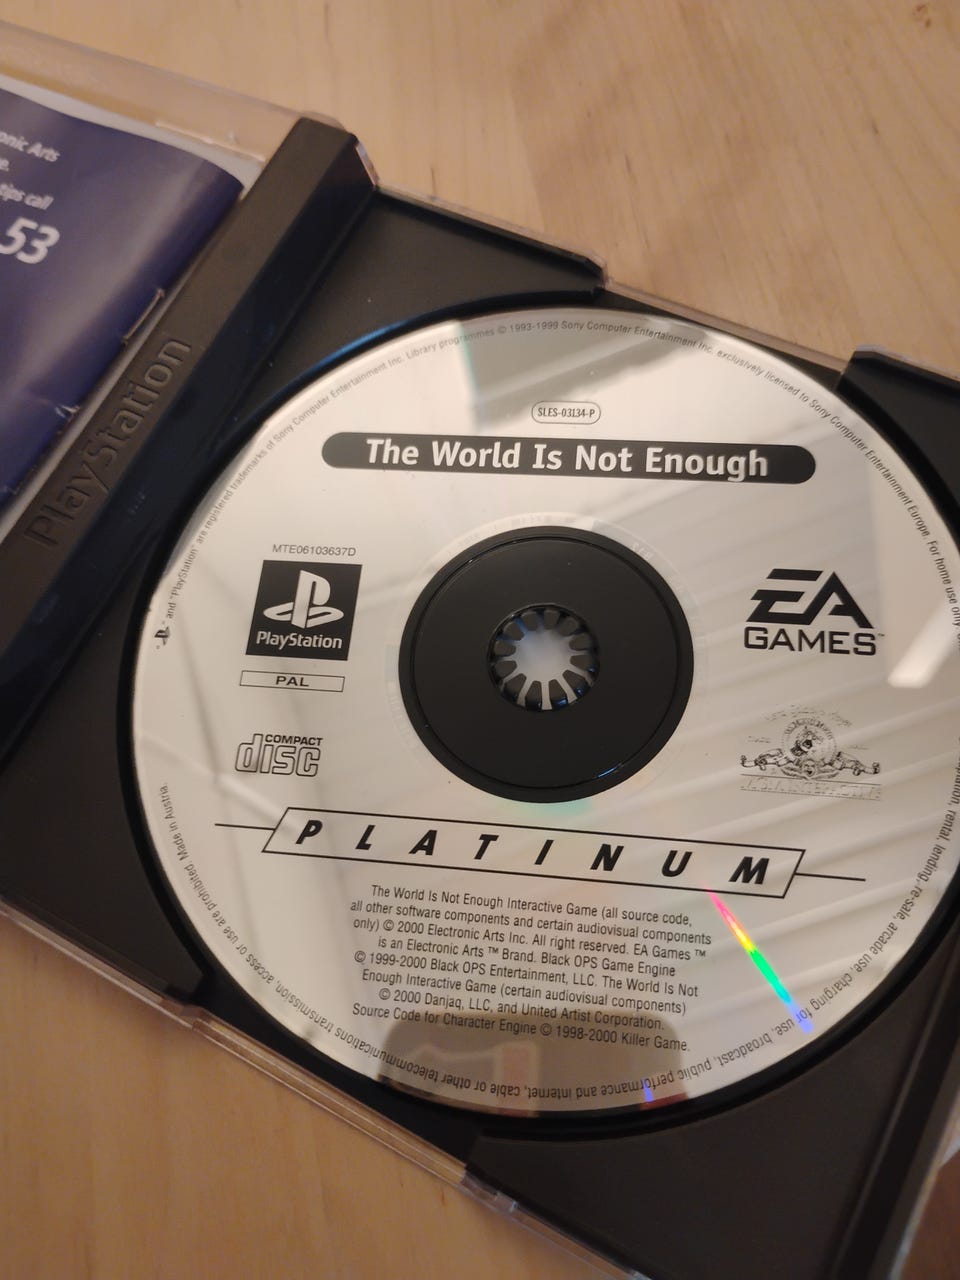 onic Arts
e.
tips call
53
PlayStation
SLES-03134-P
The World Is Not Enough
MTE06103637D
PlayStation
PAL
COMPACT
disc
EA
GAMES™
PLATINUM
The World Is Not Enough Interactive Game (all source code,
all other software components and certain audiovisual components
only) © 2000 Electronic Arts Inc. All right reserved. EA Games ™
is an Electronic Arts ™ Brand. Black OPS Game Engine
© 1999-2000 Black OPS Entertainment, LLC. The World Is Not
Enough Interactive Game (certain audiovisual components)
© 2000 Danjaq, LLC, and United Artist Corporation.
Source Code for Character Engine © 1998-2000 Killer Game.
" and "PlayStation" are registered trademarks of Sony Computer Entertainment Inc. Library programmes © 1993-1999 Sony Computer Entertainment Inc. exclusively licensed to Sony Computer Entertainment Europe. For home use only
rental, lending, re-sale, arcade use, charging for use, broadcast, public performance and internet, cable or other telecommunications transmission, access or use are prohibited. Made in Austria.